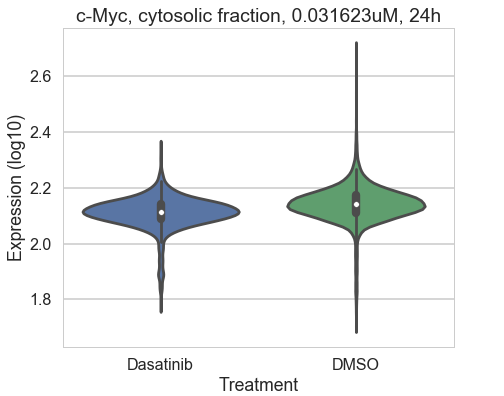 c-Myc, cytosolic fraction, 0.031623uM, 24h
Expression (log10)
2.6
2.4
2.2
2.0
1.8
Dasatinib
DMSO
Treatment